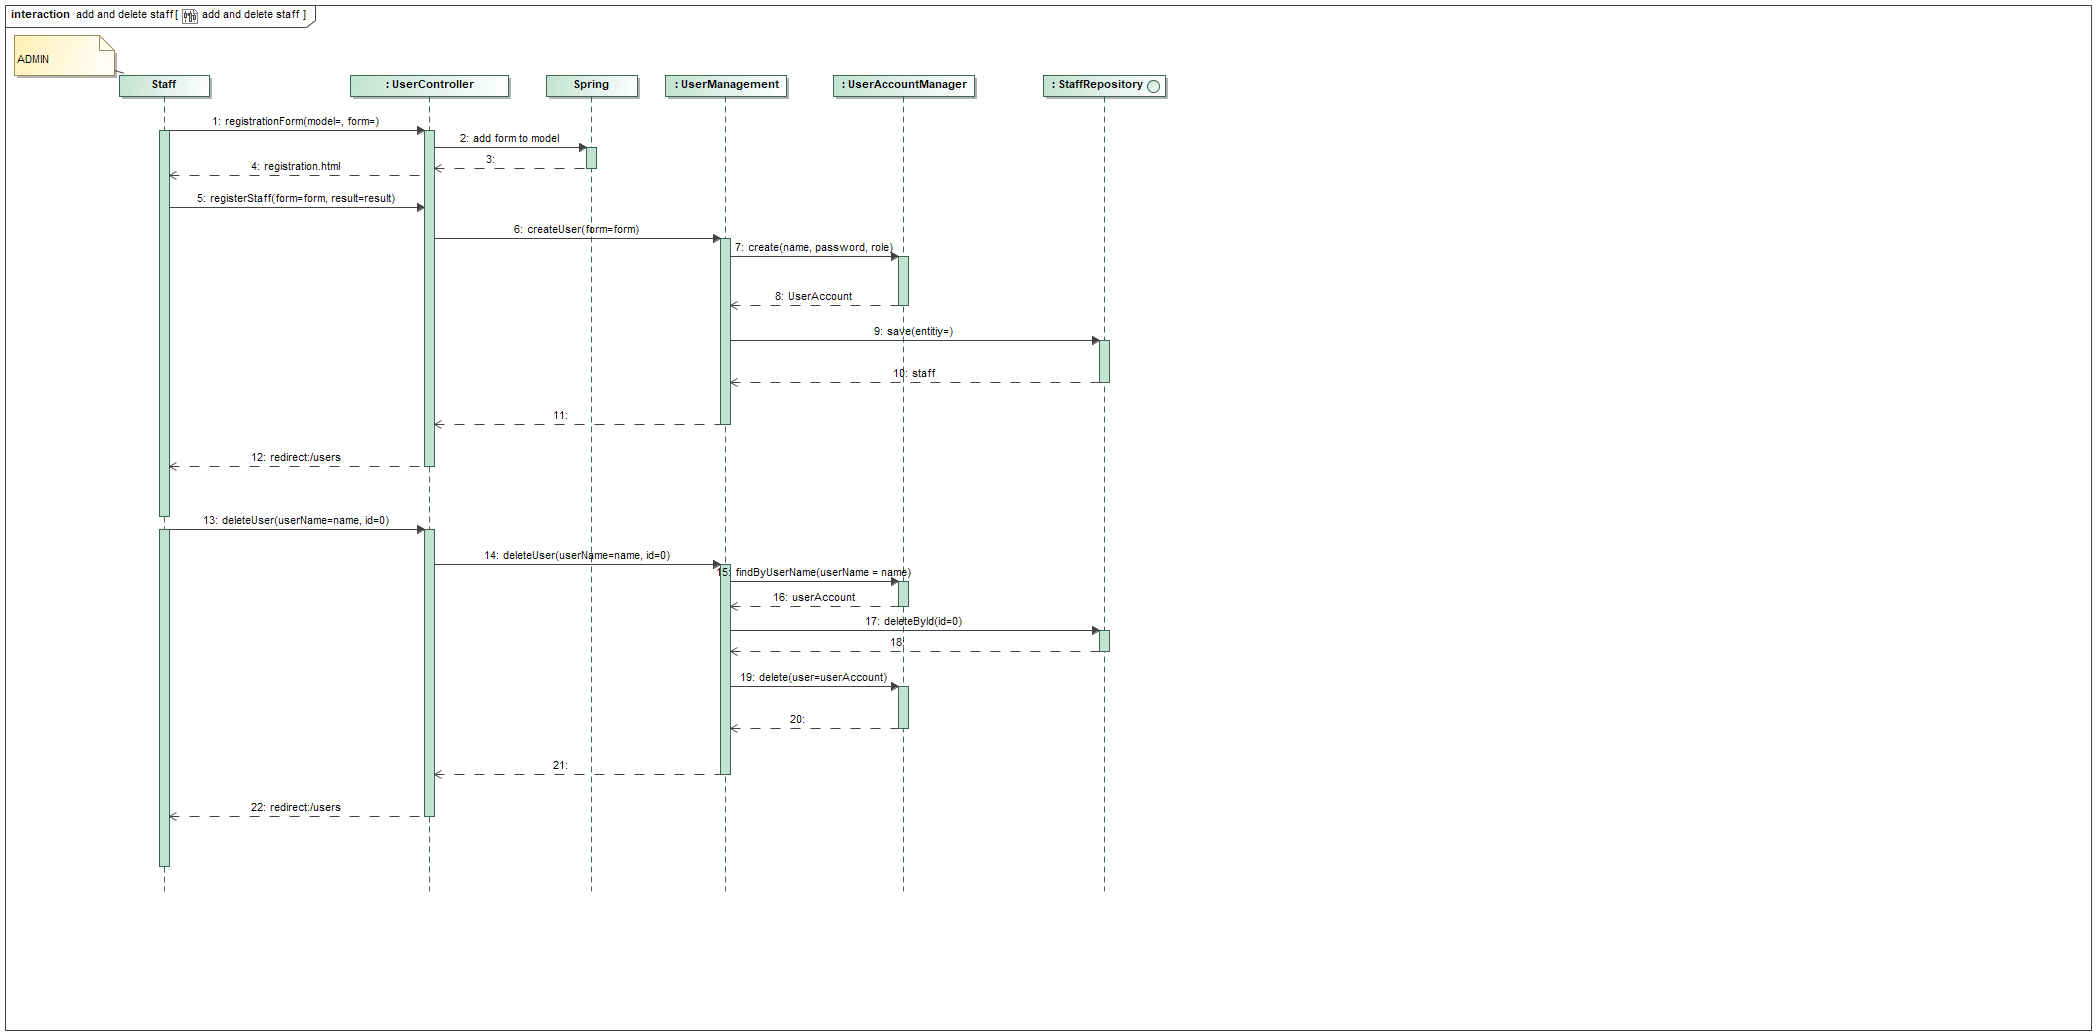 interaction add and delete staff[ add and delete staff ]
ADMIN
Staff
: UserController
Spring
: UserManagement
: UserAccountManager
: StaffRepository
1: registrationForm(model=, form=)
2: add form to model
3:
4: registration.html
5: registerStaff(form=form, result=result)
6: createUser(form=form)
7: create(name, password, role)
8: UserAccount
9: save(entitiy=)
10: staff
11:
12: redirect:/users
13: deleteUser(userName=name, id=0)
14: deleteUser(userName=name, id=0)
15: findByUserName(userName = name)
16: userAccount
17: deleteById(id=0)
18:
19: delete(user=userAccount)
20:
21:
22: redirect:/users